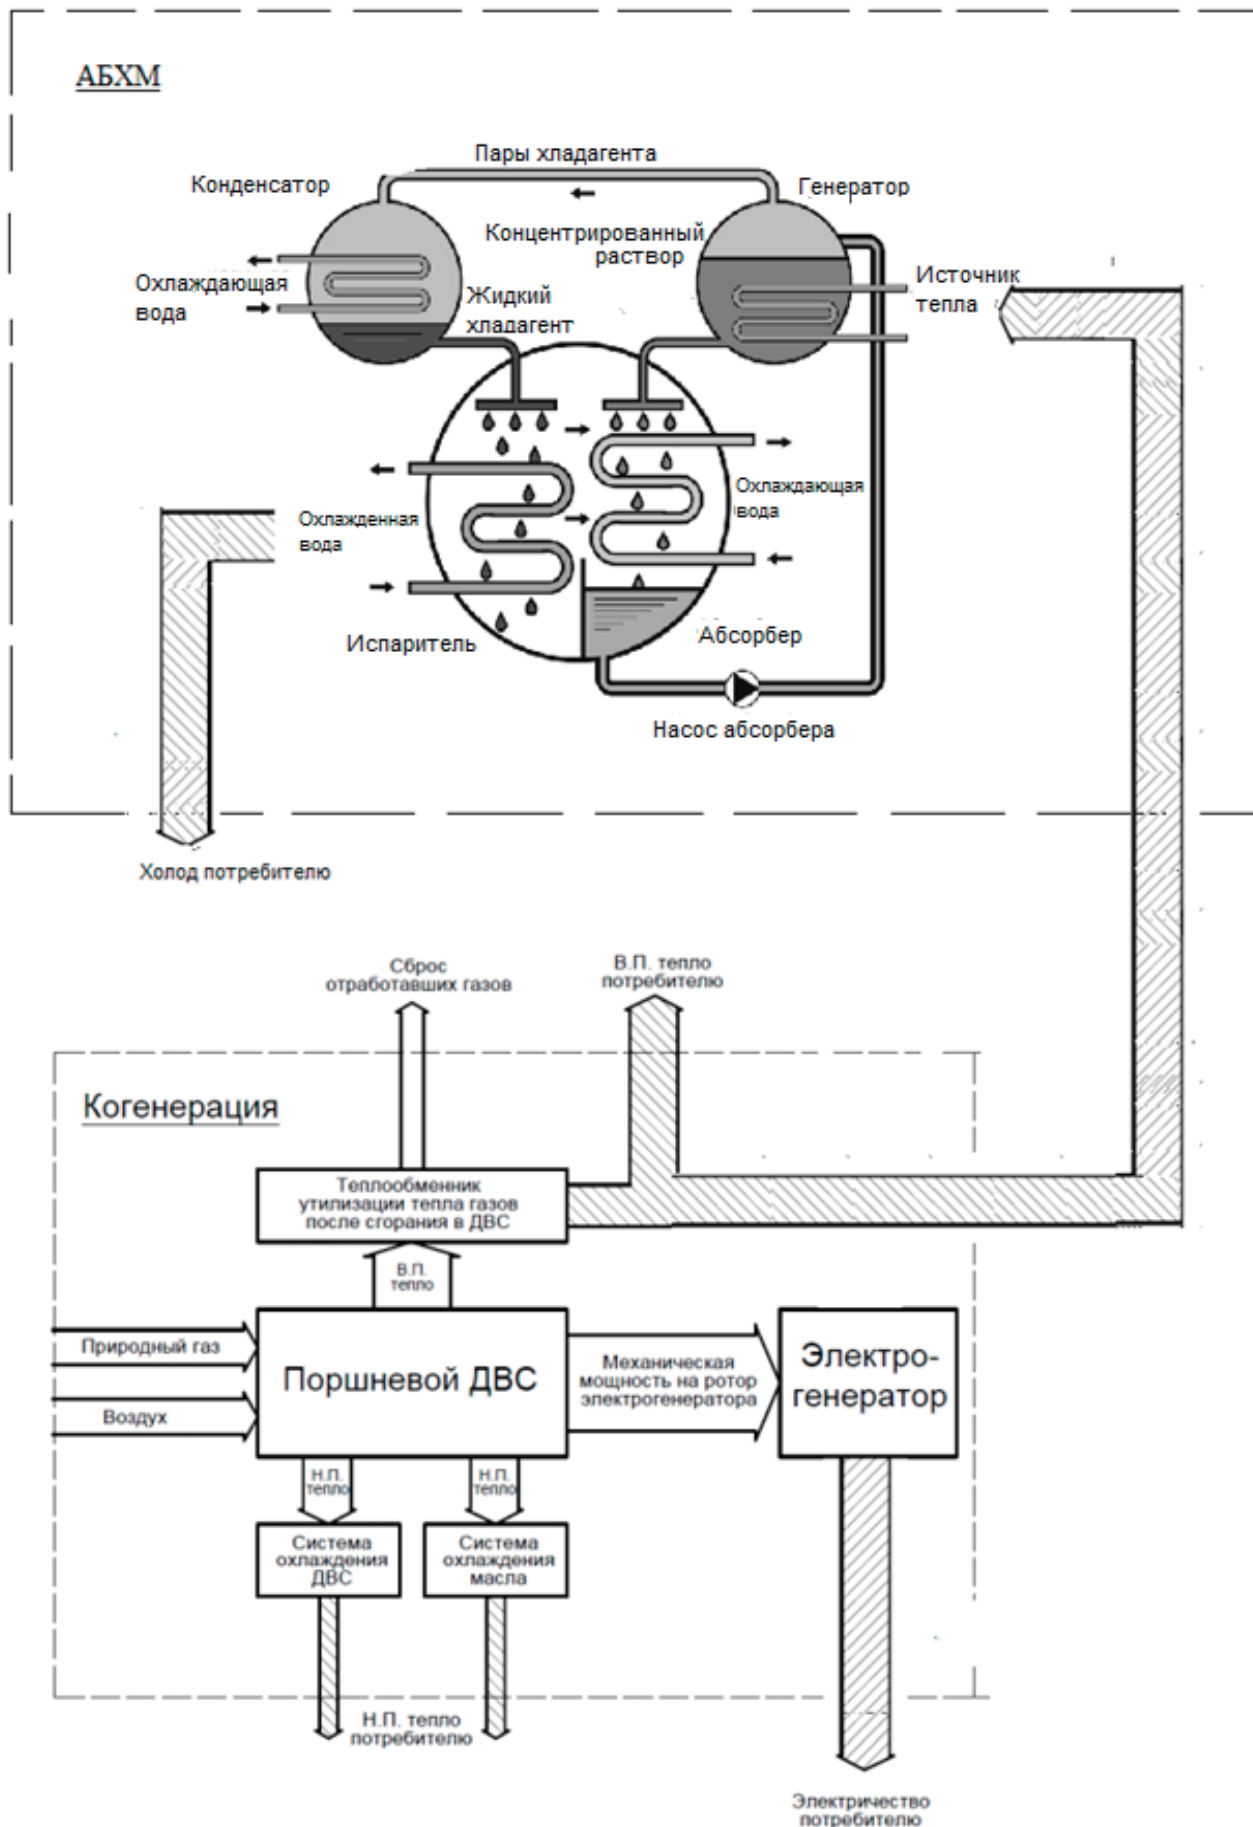 АБХМ
Пары хладагента
Конденсатор
Генератор
Концентрированный
раствор
Охлаждающая
вода
Жидкий
хладагент
Источник
тепла
Охлажденная
вода
Охлаждающая
вода
Испаритель
Абсорбер
Насос абсорбера
Холод потребителю
Сброс
отработавших газов
В.П. тепло
потребителю
Когенерация
Теплообменник
утилизации тепла газов
после сгорания в ДВС
В.П.
тепло
Природный газ
Воздух
Поршневой ДВС
Механическая
мощность на ротор
электрогенератора
Электро-
генератор
Н.П.
тепло
Н.П.
тепло
Система
охлаждения
ДВС
Система
охлаждения
масла
Н.П. тепло
потребителю
Электричество
потребителю